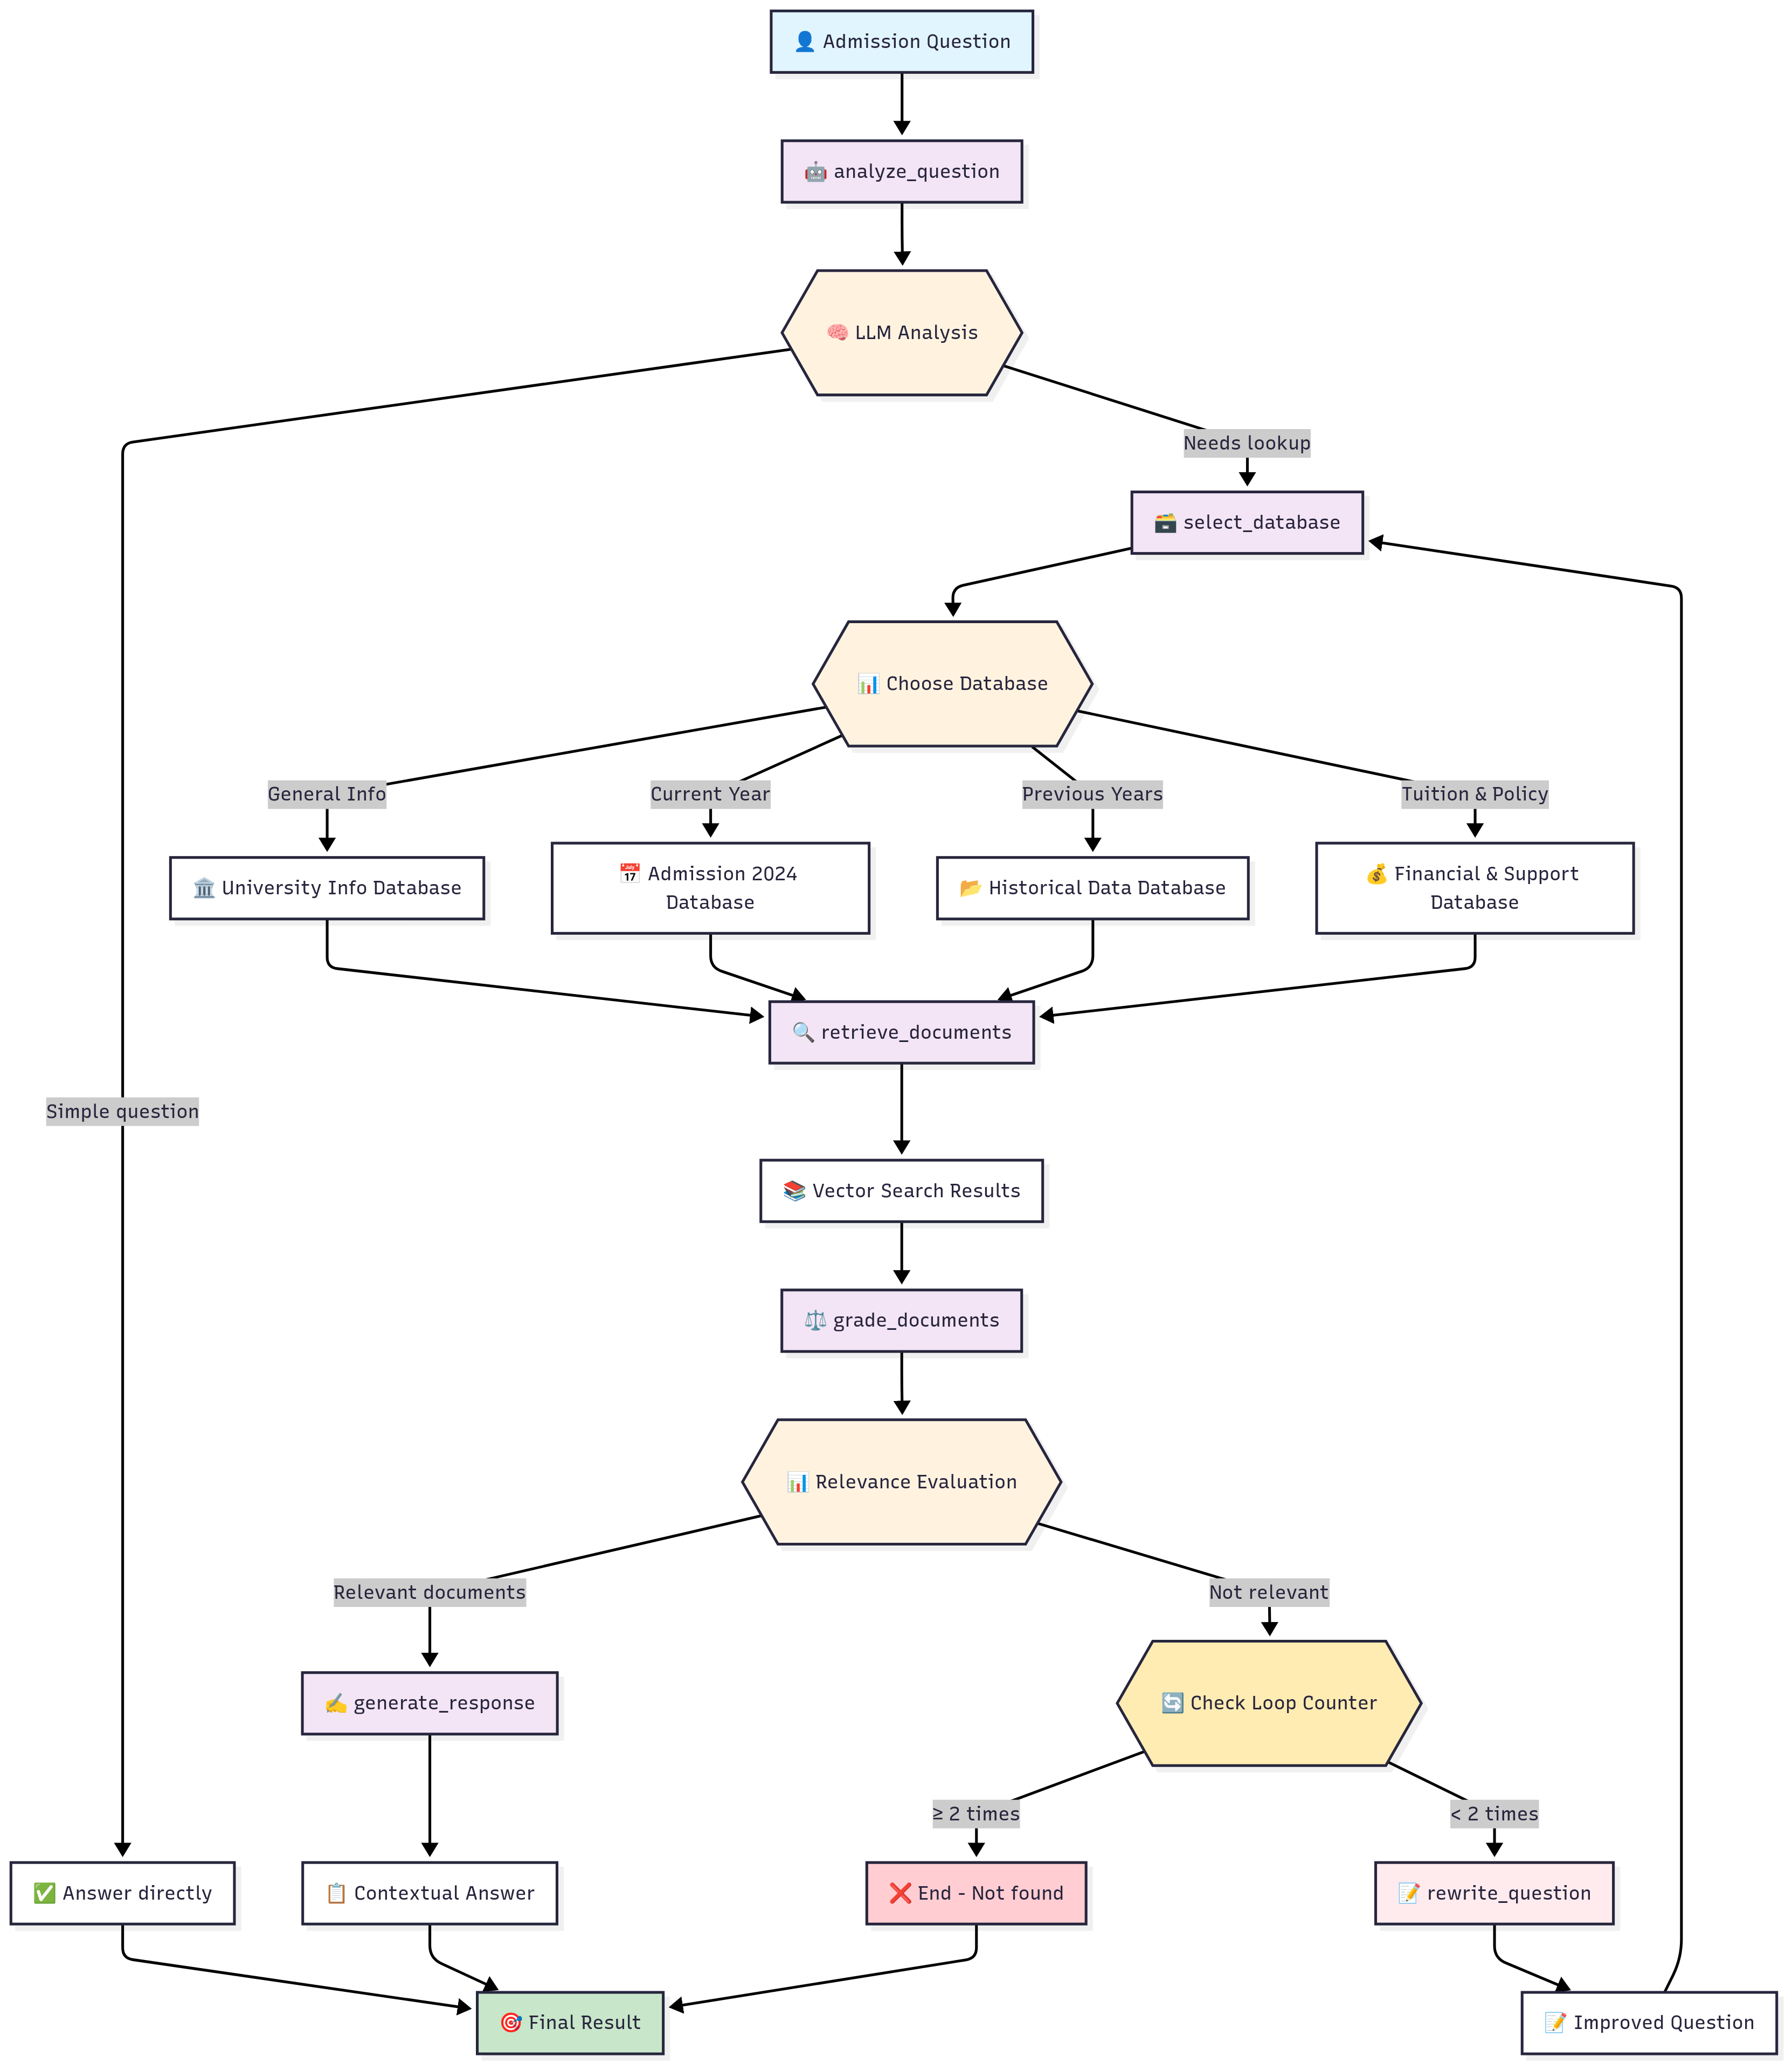 👤 Admission Question
🤖 analyze_question
🧠 LLM Analysis
Needs lookup
🗃️ select_database
📊 Choose Database
General Info
Current Year
Previous Years
Tuition & Policy
🏛️ University Info Database
📅 Admission 2024
Database
📂 Historical Data Database
💰 Financial & Support
Database
🔍 retrieve_documents
Simple question
📚 Vector Search Results
⚖️ grade_documents
📊 Relevance Evaluation
Relevant documents
Not relevant
✍️ generate_response
🔄 Check Loop Counter
≥ 2 times
< 2 times
✅ Answer directly
📋 Contextual Answer
❌ End - Not found
📝 rewrite_question
🎯 Final Result
📝 Improved Question